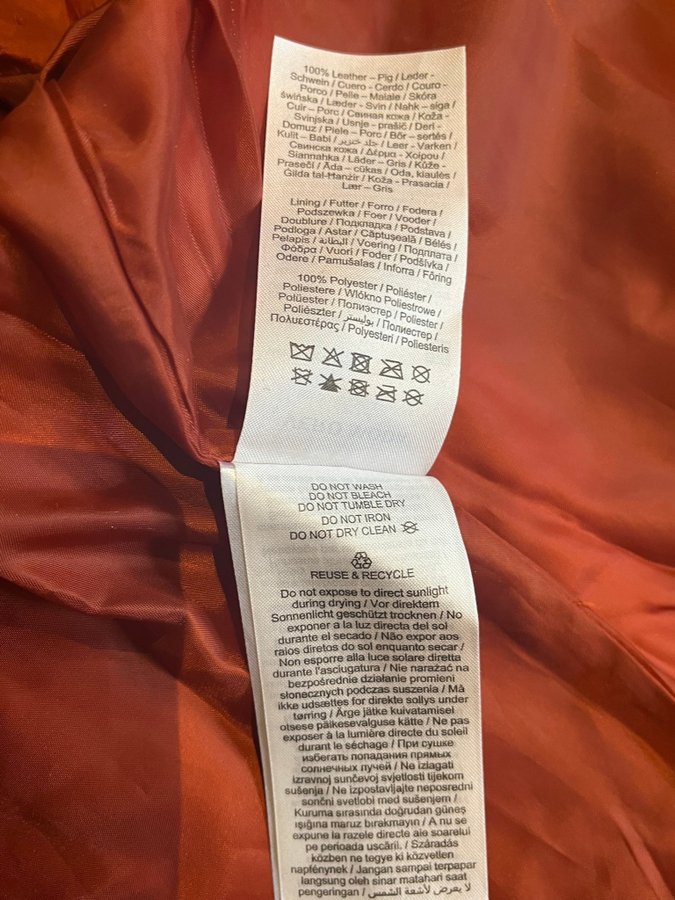 100% Leather – Pig / Leder -
Schwein / Cuero - Cerdo / Couro -
Porco / Pelle – Maiale / Skóra
świńska / Læder - Svin / Nahk – siga /
Cuir – Porc / Свиная кожа / Koža -
Svinjska / Usnje - prašič / Deri -
Domuz / Piele – Porc / Bőr – sertés /
Kulit – Babi / جلد خنزير / Leer - Varken /
Свинска кожа / Δέρμα - Χοίρου /
Siannahka / Läder – Gris / Kůže -
Prasečí / Āda – cūkas / Oda, kiaulės /
Ġilda tal-Ħanżir / Koža - Prasacia /
Lær – Gris
Lining / Futter / Forro / Fodera /
Podszewka / Foer / Vooder /
Doublure / Подкладка / Podstava /
Podloga / Astar / Căptușeală / Bélés /
Pelapis / البطانة / Voering / Подплата /
Φόδρα / Vuori / Foder / Podšívka /
Odere / Pamušalas / Inforra / Fôring
100% Polyester / Poliéster /
Poliestere / Włókno Poliestrowe /
Polüester / Полиэстер / Poliester /
Poliészter / بوليستر / Полиестер /
Πολυεστέρας / Polyesteri / Poliesteris
DO NOT WASH
DO NOT BLEACH
DO NOT TUMBLE DRY
DO NOT IRON
DO NOT DRY CLEAN
REUSE & RECYCLE
Do not expose to direct sunlight
during drying / Vor direktem
Sonnenlicht geschützt trocknen / No
exponer a la luz directa del sol
durante el secado / Não expor aos
raios diretos do sol enquanto secar /
Non esporre alla luce solare diretta
durante l'asciugatura / Nie narażać na
bezpośrednie działanie promieni
słonecznych podczas suszenia / Må
ikke udsættes for direkte sollys under
tørring / Ärge jätke kuivatamisel
otsese päikesevalguse kätte / Ne pas
exposer à la lumière directe du soleil
durant le séchage / При сушке
избегать попадания прямых
солнечных лучей / Ne izlagati
izravnoj sunčevoj svjetlosti tijekom
sušenja / Ne izpostavljajte neposredni
sončni svetlobi med sušenjem /
Kuruma sırasında doğrudan güneş
ışığına maruz bırakmayın / A nu se
expune la razele directe ale soarelui
pe perioada uscării. / Száradás
közben ne tegye ki közvetlen
napfénynek / Jangan sampai terpapar
langsung oleh sinar matahari saat
pengeringan / لا يعرض لأشعة الشمس